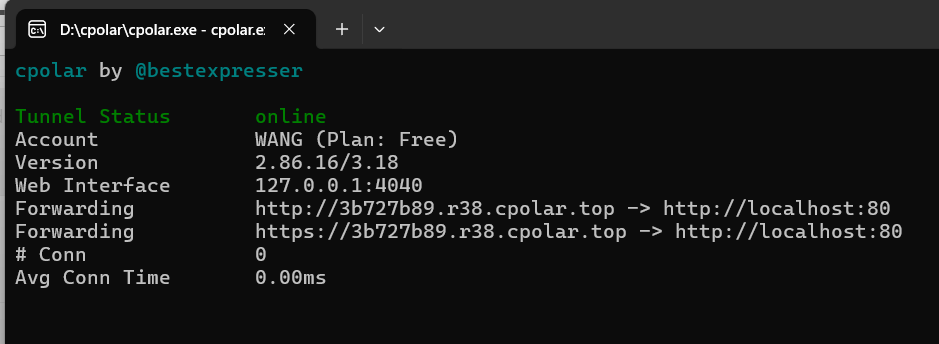 D:\cpolar\cpolar.exe - cpolar.e
cpolar by @bestexpresser
Tunnel Status online
Account WANG (Plan: Free)
Version 2.86.16/3.18
Web Interface 127.0.0.1:4040
Forwarding http://3b727b89.r38.cpolar.top -> http://localhost:80
Forwarding https://3b727b89.r38.cpolar.top -> http://localhost:80
# Conn 0
Avg Conn Time 0.00ms